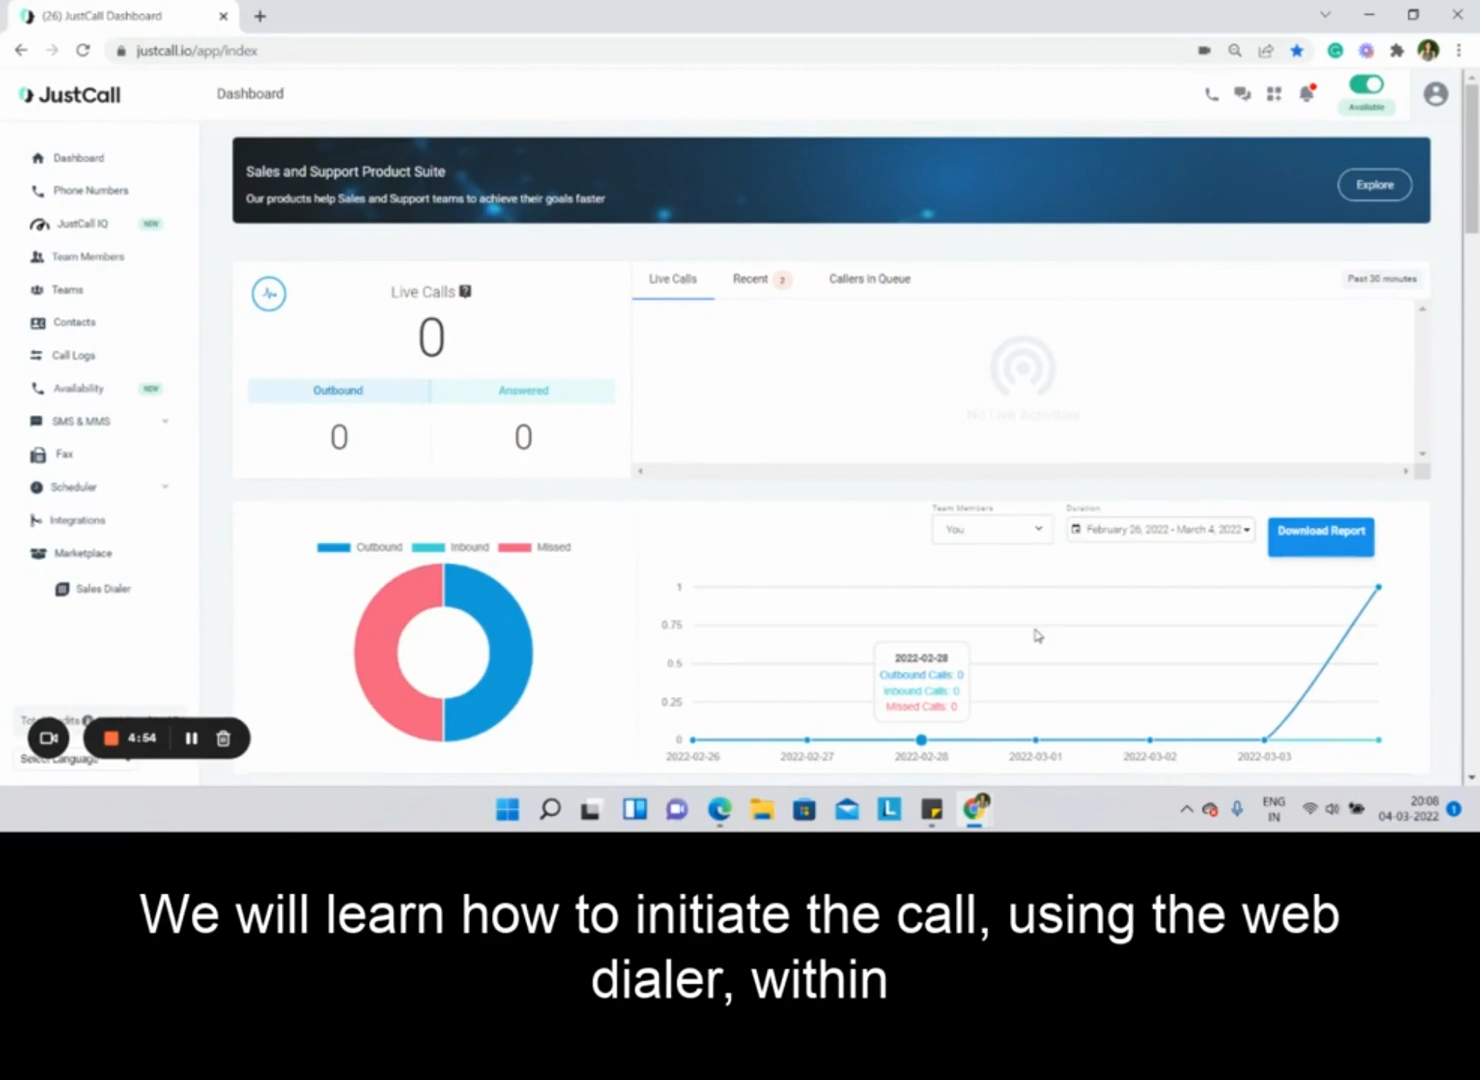 (26) JustCall Dashboard
justcall.io/app/index
JustCall
Dashboard
Available
Dashboard
Phone Numbers
JustCall IQ NEW
Team Members
Teams
Contacts
Call Logs
Availability NEW
SMS & MMS
Fax
Scheduler
Integrations
Marketplace
Sales Dialer
4:54
Select Language
Sales and Support Product Suite
Our products help Sales and Support teams to achieve their goals faster
Explore
Live Calls
0
Outbound Answered
0 0
Live Calls Recent 2 Callers In Queue Past 30 minutes
No Live Activities
Team Members Duration
You February 26, 2022 - March 4, 2022 Download Report
Outbound Inbound Missed
1
0.75
0.5
0.25
0
2022-02-28
Outbound Calls: 0
Inbound Calls: 0
Missed Calls: 0
2022-02-26 2022-02-27 2022-02-28 2022-03-01 2022-03-02 2022-03-03
L
ENG
IN
20:08
04-03-2022
1
We will learn how to initiate the call, using the web
dialer, within